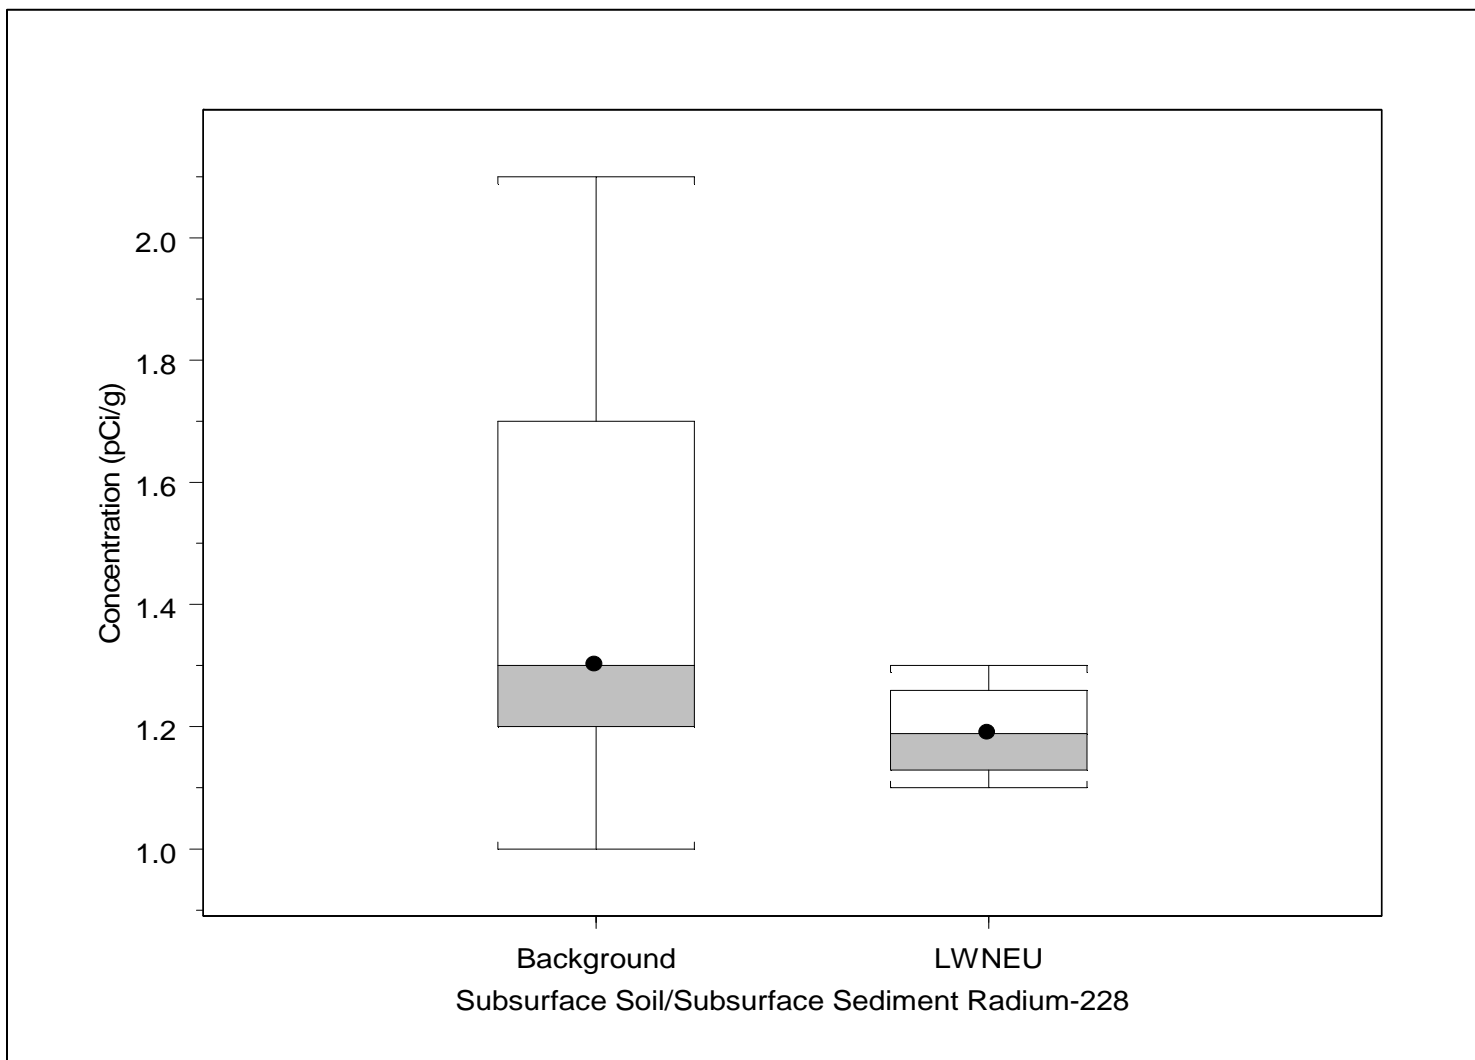 Concentration (pCi/g)
2.0
1.8
1.6
1.4
1.2
1.0
Background LWNEU
Subsurface Soil/Subsurface Sediment Radium-228